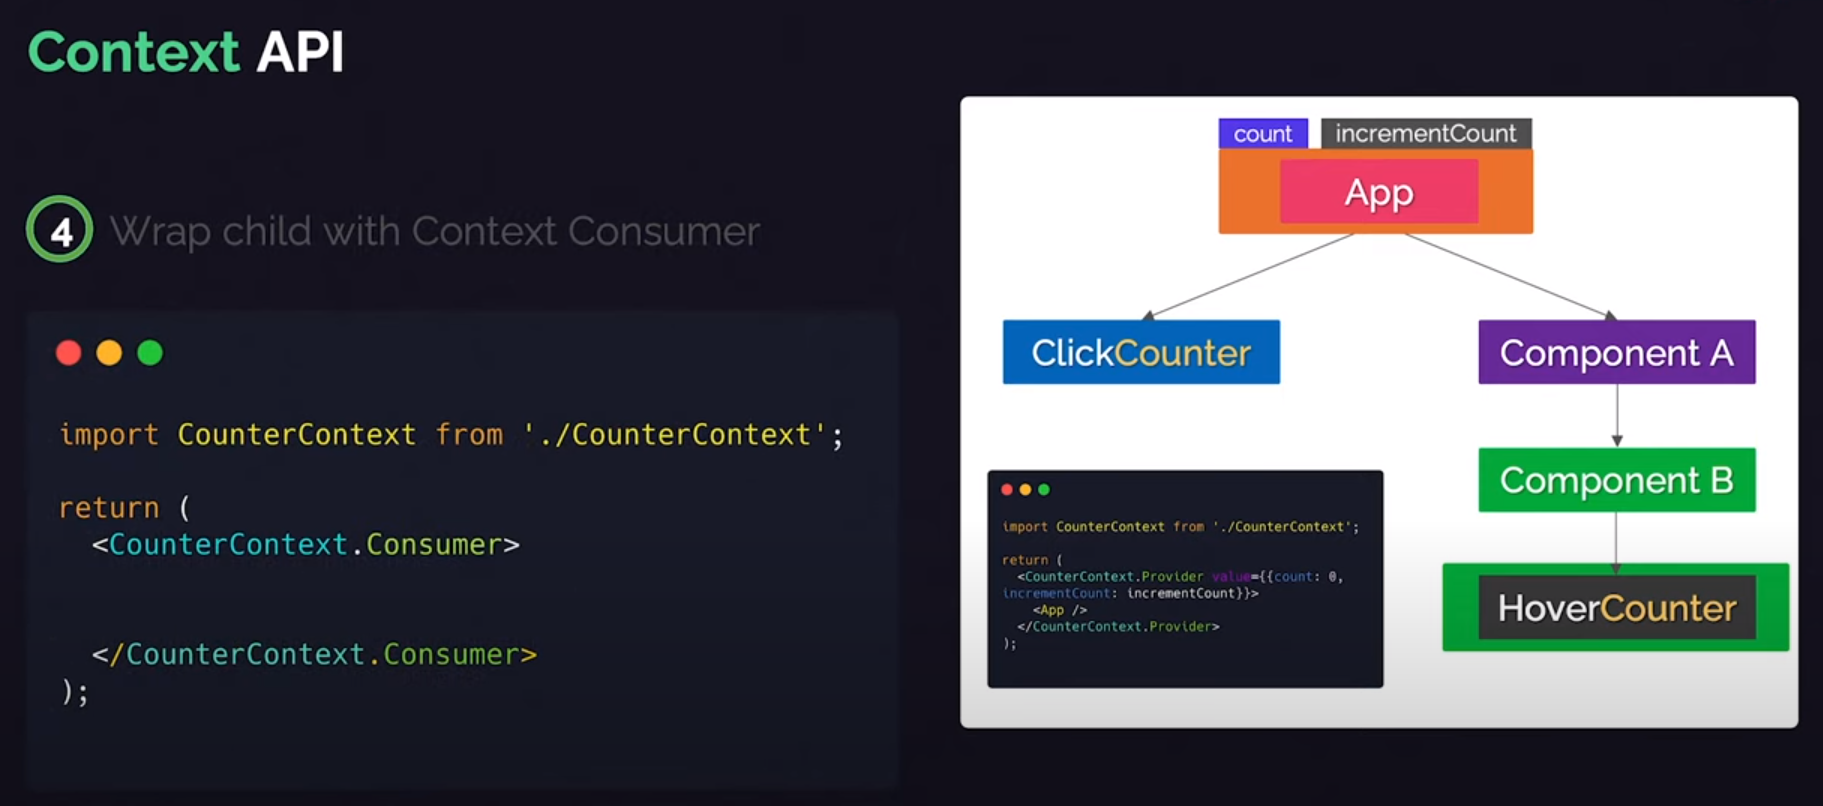 Context API
4 Wrap child with Context Consumer
import CounterContext from './CounterContext';
return (
<CounterContext.Consumer>
</CounterContext.Consumer>
);
count incrementCount
App
ClickCounter
Component A
Component B
HoverCounter
import CounterContext from './CounterContext';
return (
<CounterContext.Provider value={{count: 0,
incrementCount: incrementCount}}>
<App />
</CounterContext.Provider>
);